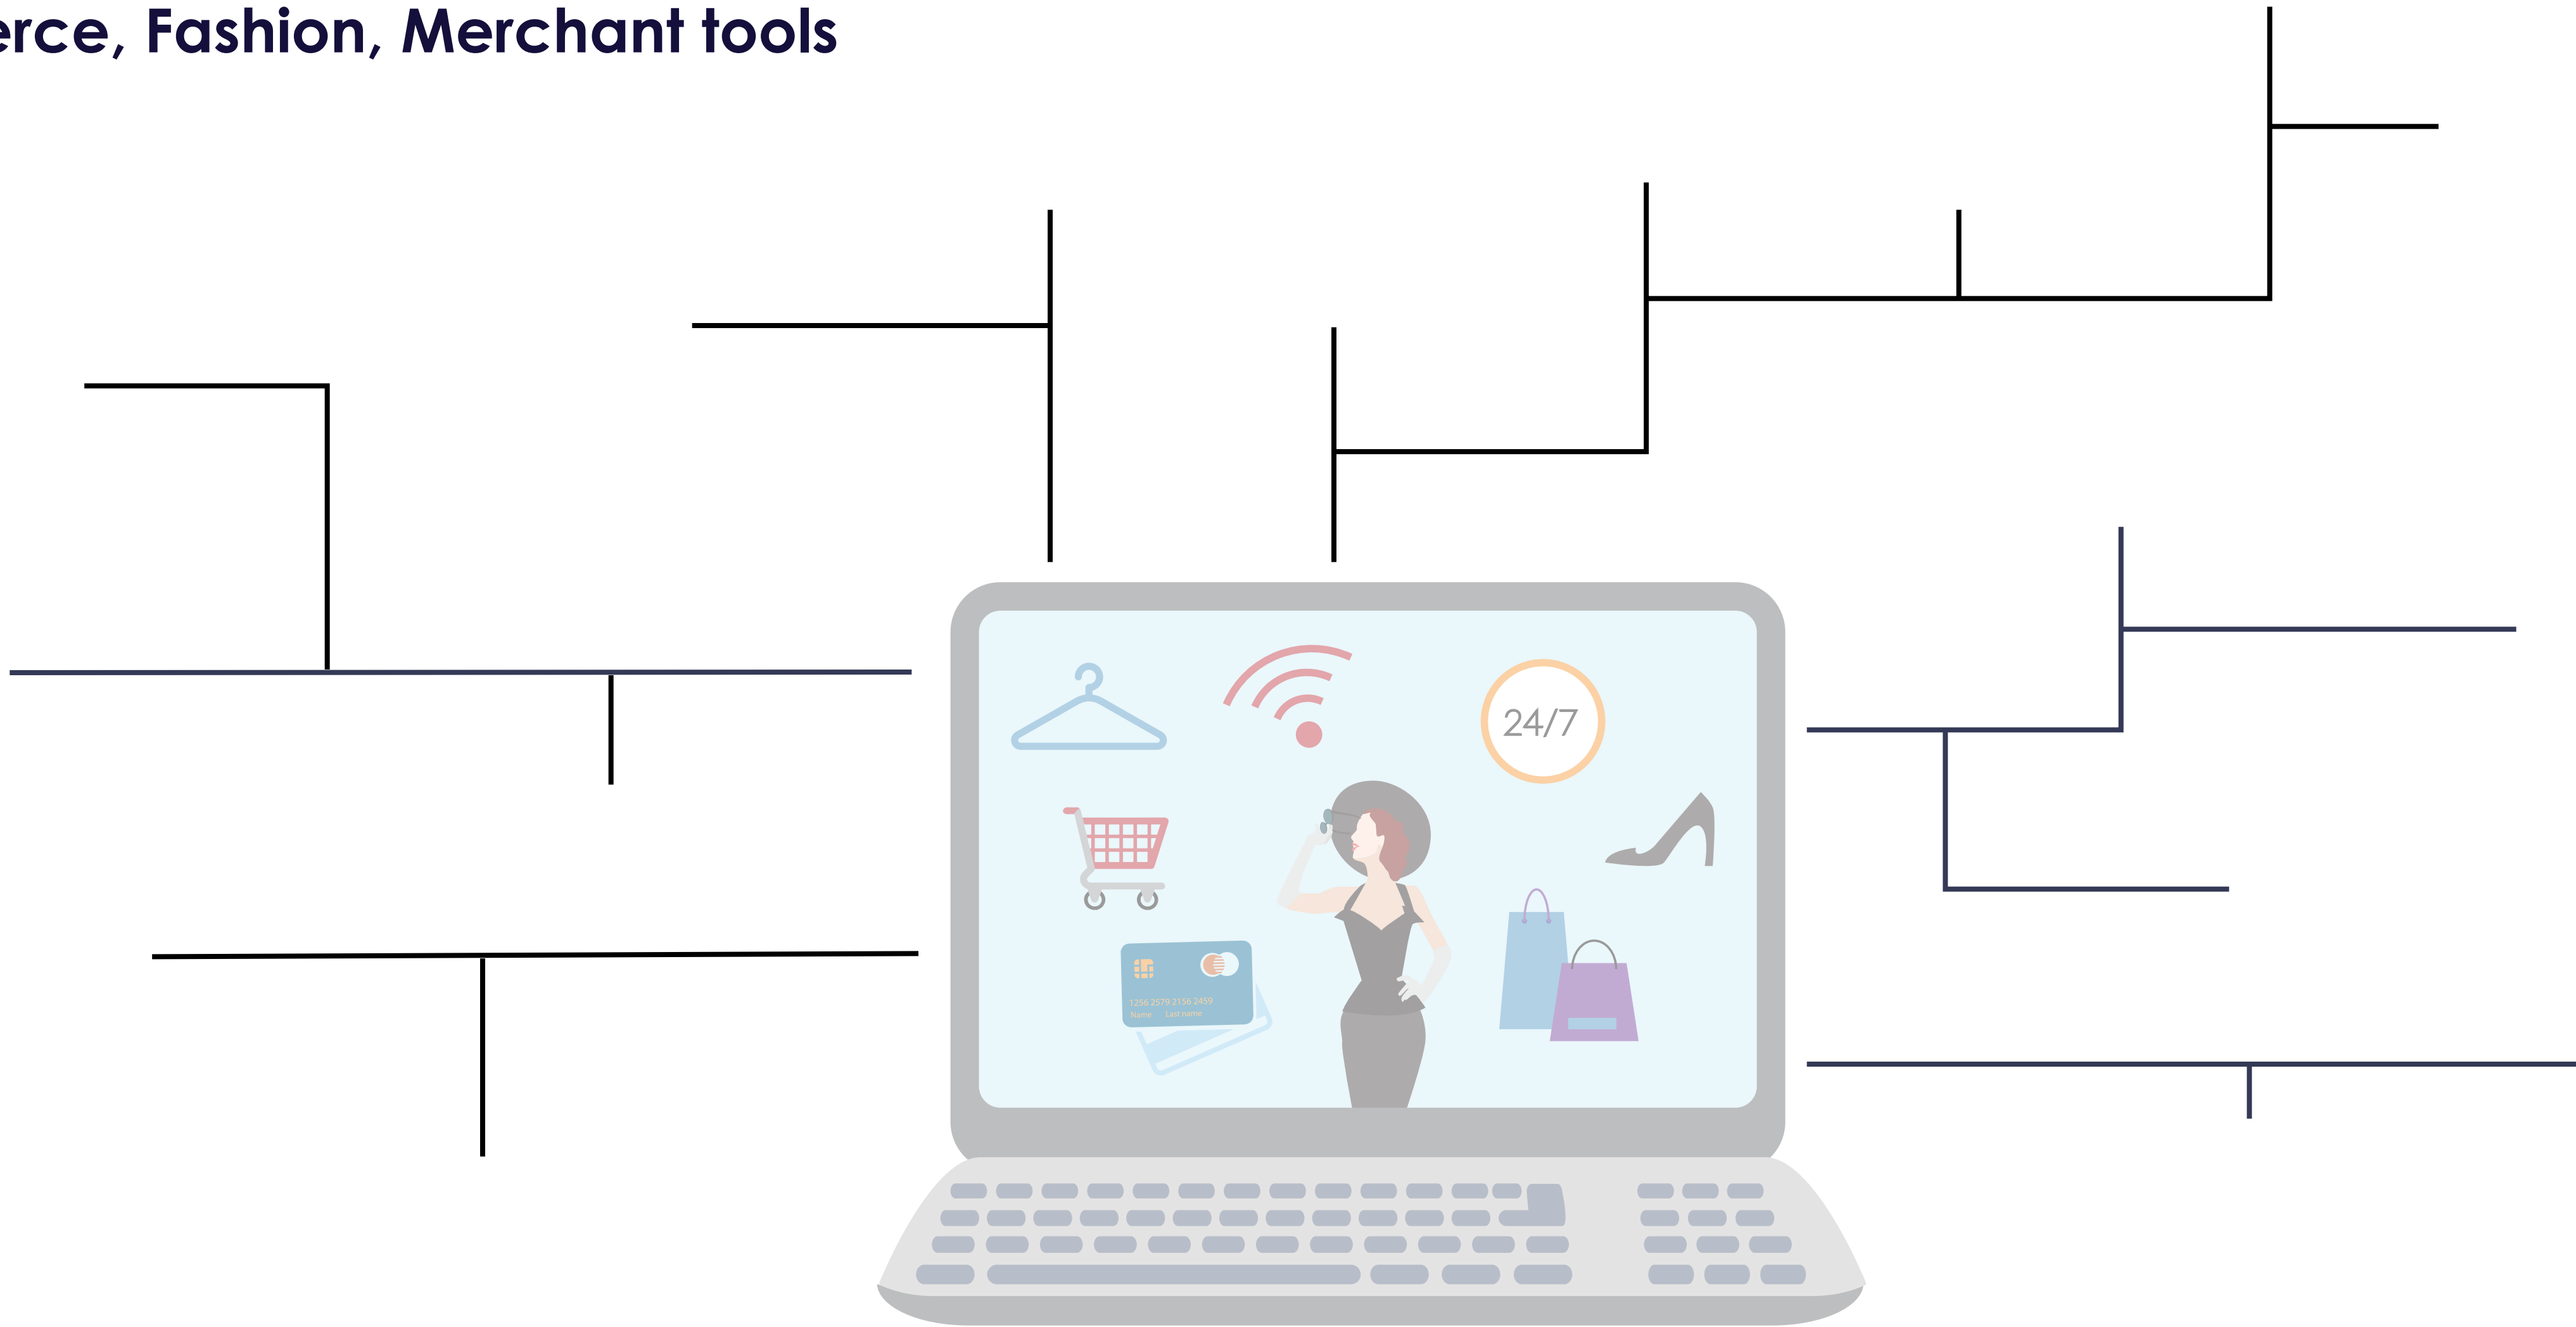 erce, Fashion, Merchant tools
24/7
1256 2579 2156 2459
Name Last name